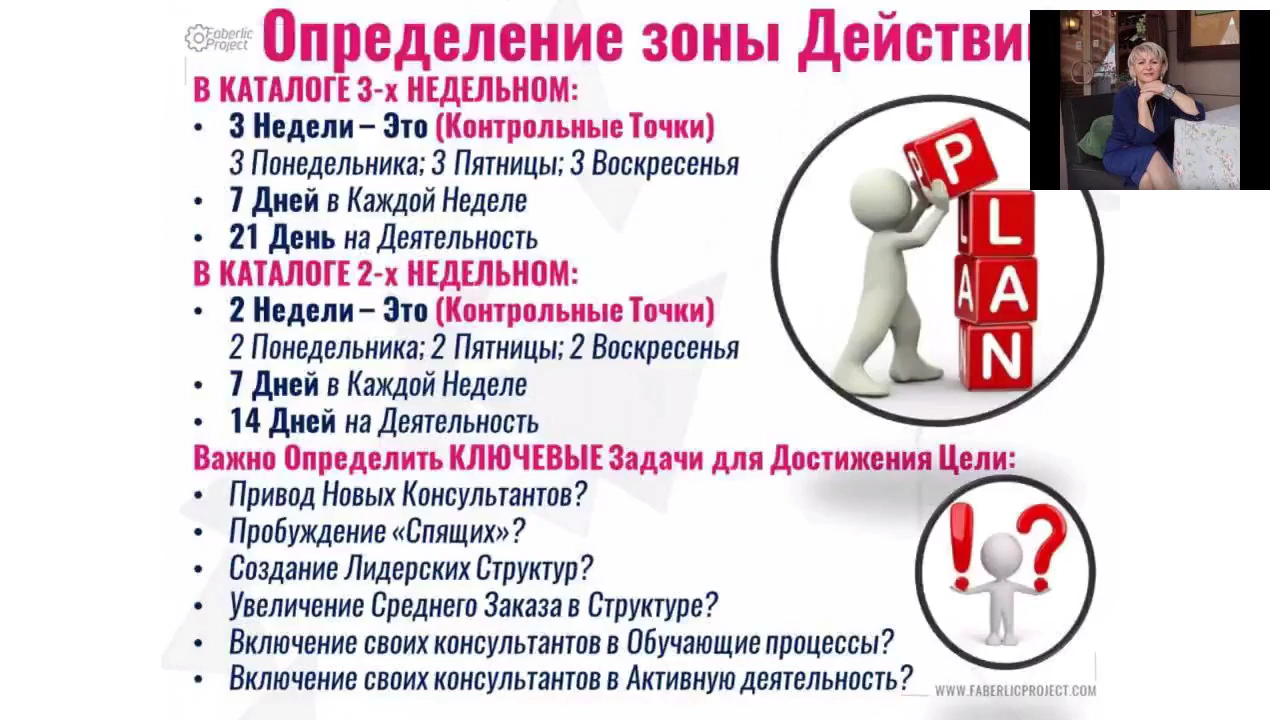 Faberlic
Project
Определение зоны Действи
В КАТАЛОГЕ 3-х НЕДЕЛЬНОМ:
• 3 Недели – Это (Контрольные Точки)
3 Понедельника; 3 Пятницы; 3 Воскресенья
• 7 Дней в Каждой Неделе
• 21 День на Деятельность
В КАТАЛОГЕ 2-х НЕДЕЛЬНОМ:
• 2 Недели – Это (Контрольные Точки)
2 Понедельника; 2 Пятницы; 2 Воскресенья
• 7 Дней в Каждой Неделе
• 14 Дней на Деятельность
Важно Определить КЛЮЧЕВЫЕ Задачи для Достижения Цели:
• Привод Новых Консультантов?
• Пробуждение «Спящих»?
• Создание Лидерских Структур?
• Увеличение Среднего Заказа в Структуре?
• Включение своих консультантов в Обучающие процессы?
• Включение своих консультантов в Активную деятельность?
P
L
A
N
! ?
WWW.FABERLICPROJECT.COM